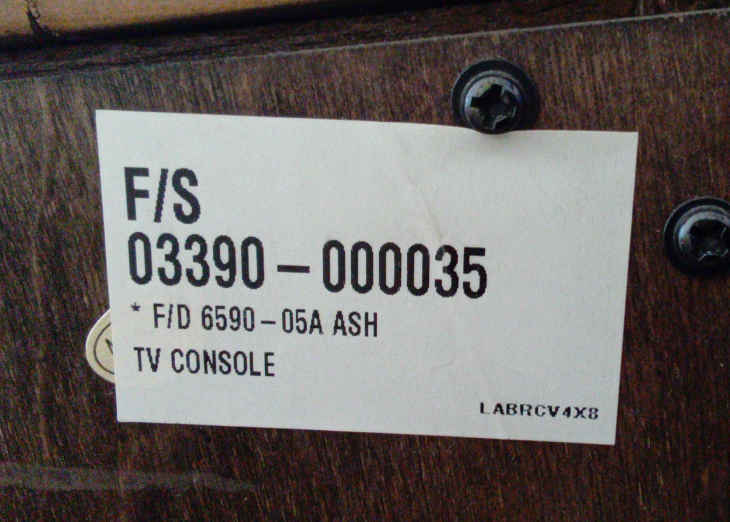 F/S
03390-000035
* F/D 6590-05A ASH
TV CONSOLE
LABRCV4X8